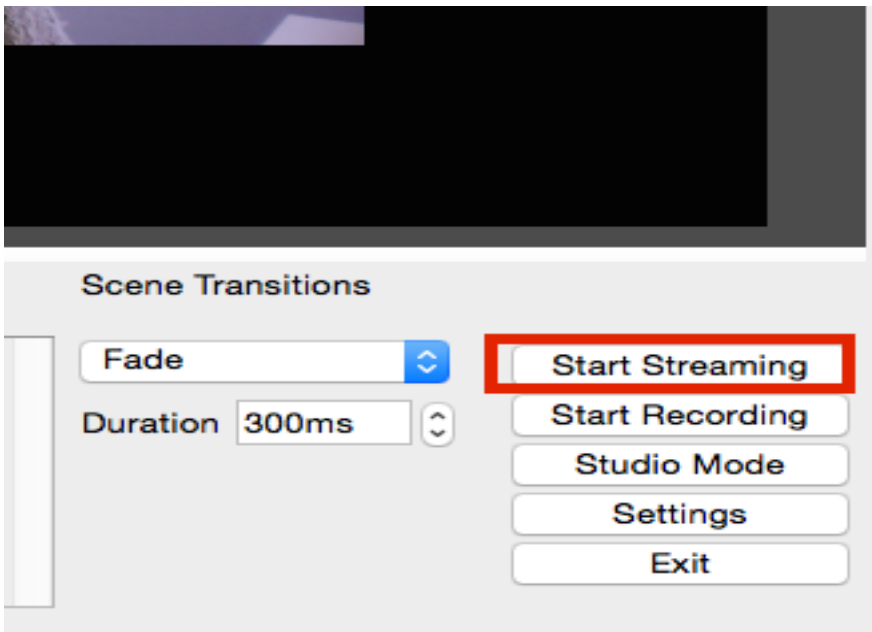 Scene Transitions
Fade
Duration 300ms
Start Streaming
Start Recording
Studio Mode
Settings
Exit